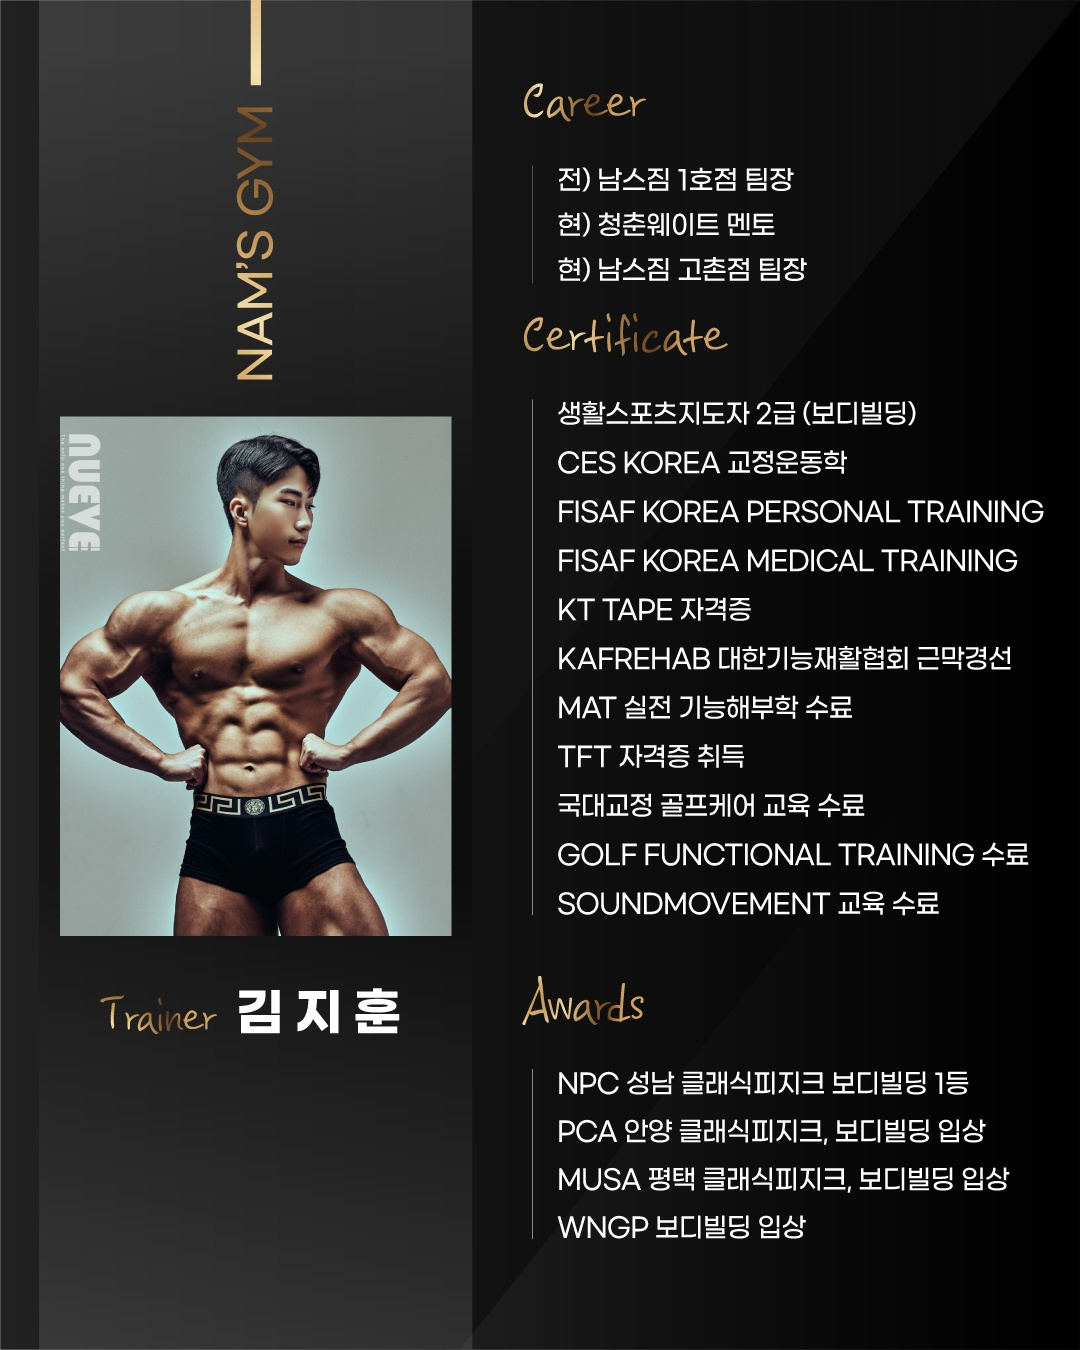 NAM'S GYM
NUEVE
Trainer 김지훈
Career
전) 남스짐 1호점 팀장
현) 청춘웨이트 멘토
현) 남스짐 고촌점 팀장
Certificate
생활스포츠지도자 2급 (보디빌딩)
CES KOREA 교정운동학
FISAF KOREA PERSONAL TRAINING
FISAF KOREA MEDICAL TRAINING
KT TAPE 자격증
KAFREHAB 대한기능재활협회 근막경선
MAT 실전 기능해부학 수료
TFT 자격증 취득
국대교정 골프케어 교육 수료
GOLF FUNCTIONAL TRAINING 수료
SOUNDMOVEMENT 교육 수료
Awards
NPC 성남 클래식피지크 보디빌딩 1등
PCA 안양 클래식피지크, 보디빌딩 입상
MUSA 평택 클래식피지크, 보디빌딩 입상
WNGP 보디빌딩 입상